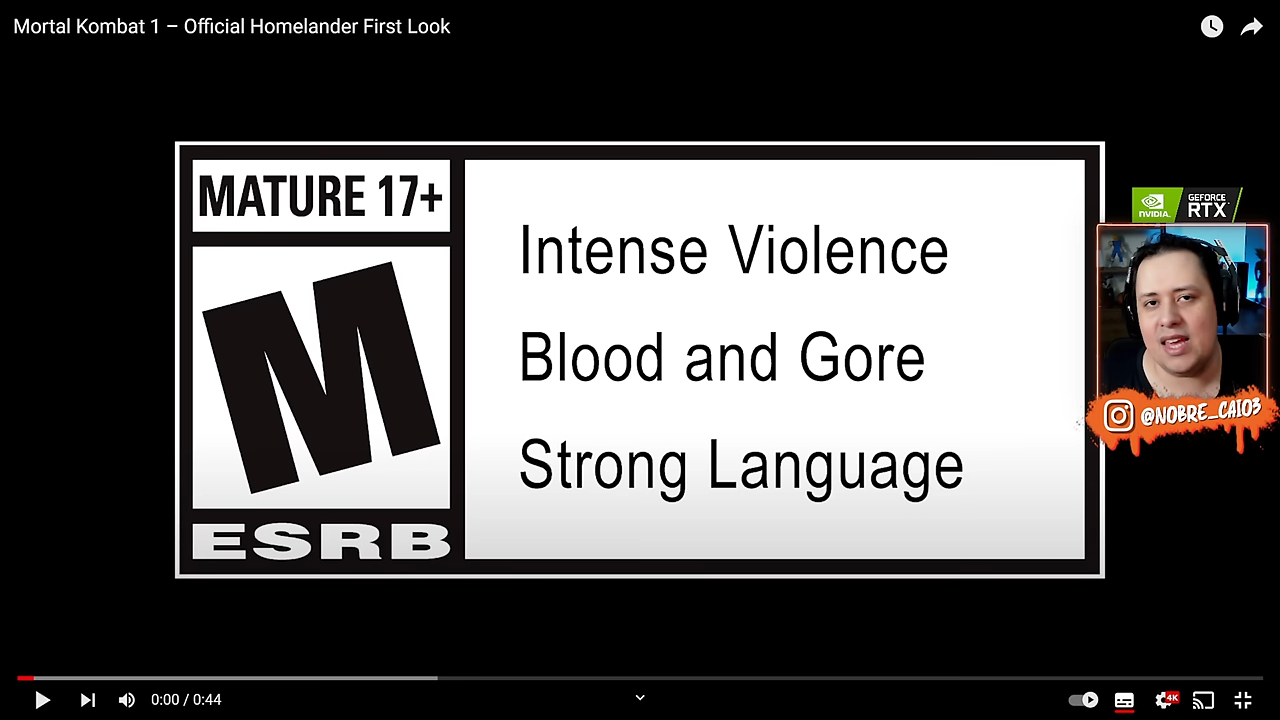 Mortal Kombat 1 – Official Homelander First Look
MATURE 17+
M
ESRB
Intense Violence
Blood and Gore
Strong Language
NVIDIA.
GEFORCE
RTX
@NOBRE_CAIO3
0:00 / 0:44
4K